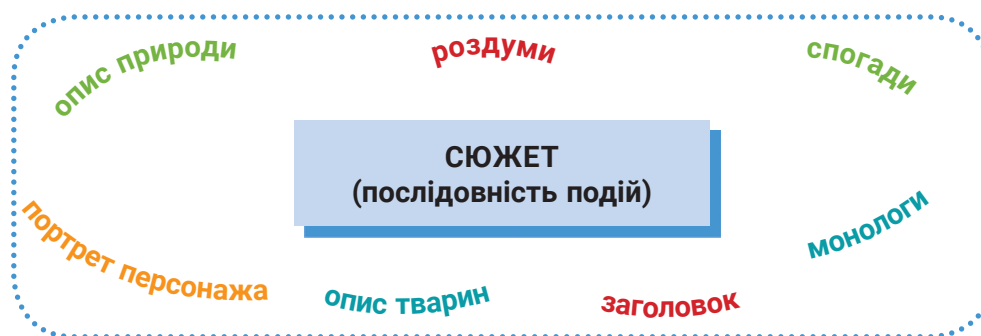 опис природи
роздуми
спогади
СЮЖЕТ
(послідовність подій)
портрет персонажа
опис тварин
заголовок
монологи